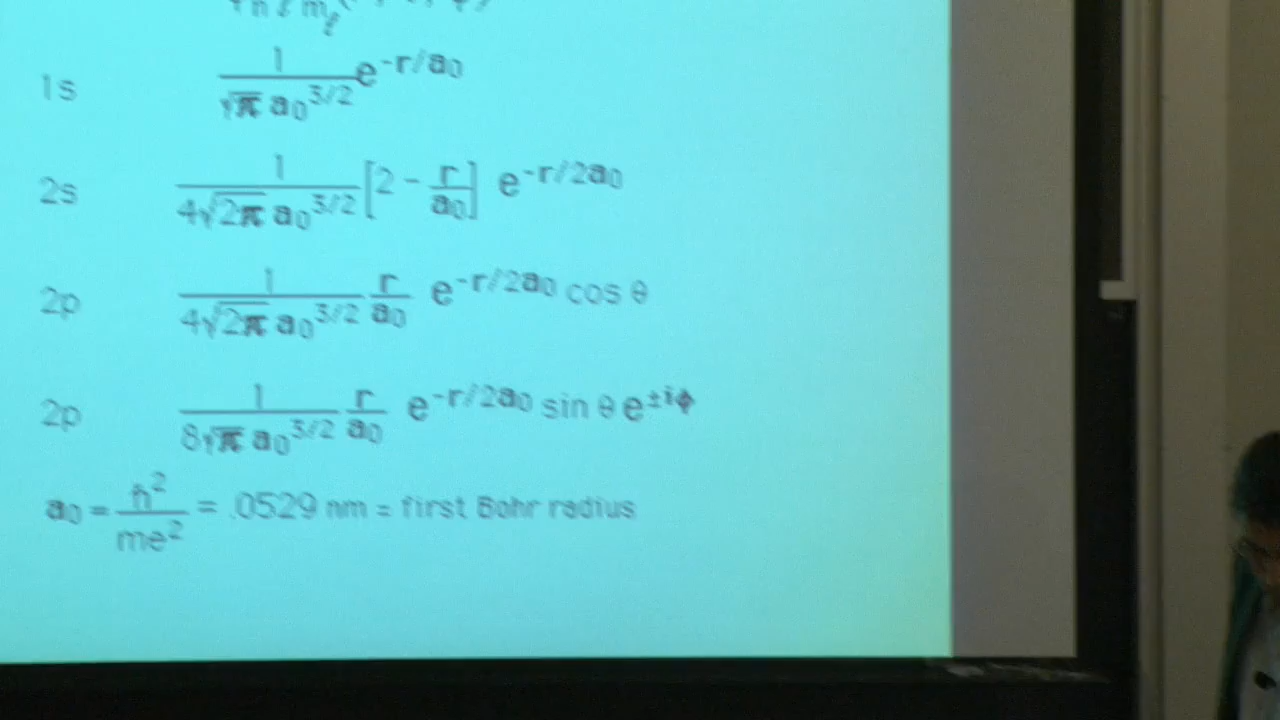 n ℓ m_ℓ
1s 1/(√π a₀^3/2) e^-r/a₀
2s 1/(4√2π a₀^3/2) [2 - r/a₀] e^-r/2a₀
2p 1/(4√2π a₀^3/2) r/a₀ e^-r/2a₀ cos θ
2p 1/(8√π a₀^3/2) r/a₀ e^-r/2a₀ sin θ e^±iϕ
a₀ = ℏ²/me² = .0529 nm = first Bohr radius